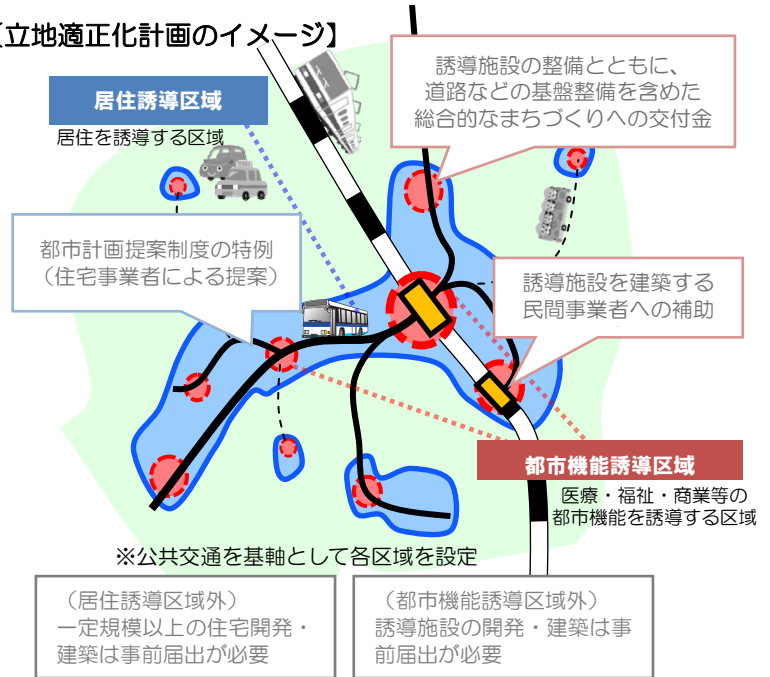 【立地適正化計画のイメージ】
誘導施設の整備とともに、
道路などの基盤整備を含めた
総合的なまちづくりへの交付金
居住誘導区域
居住を誘導する区域
都市計画提案制度の特例
（住宅事業者による提案）
誘導施設を建築する
民間事業者への補助
都市機能誘導区域
医療・福祉・商業等の
都市機能を誘導する区域
※公共交通を基軸として各区域を設定
（居住誘導区域外）
一定規模以上の住宅開発・
建築は事前届出が必要
（都市機能誘導区域外）
誘導施設の開発・建築は事
前届出が必要